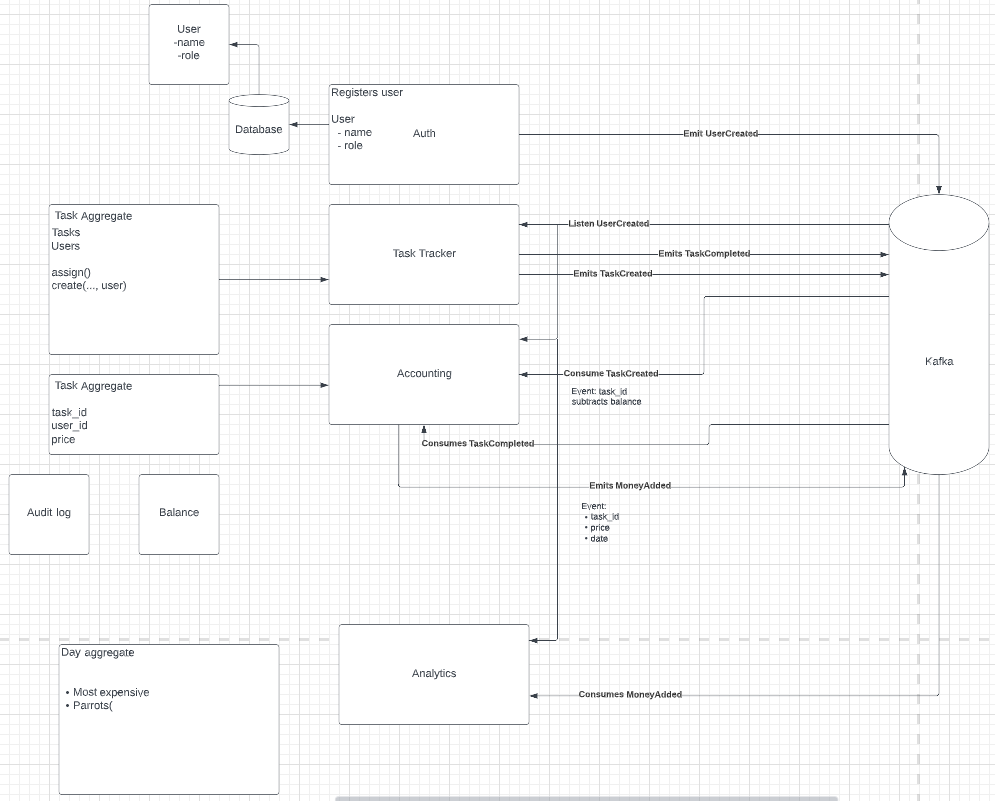 User
-name
-role
Database
Registers user
User
- name
- role
Auth
Emit UserCreated
Task Aggregate
Tasks
Users
assign()
create(..., user)
Task Tracker
Listen UserCreated
Emits TaskCompleted
Emits TaskCreated
Kafka
Accounting
Consume TaskCreated
Event: task_id
subtracts balance
Task Aggregate
task_id
user_id
price
Consumes TaskCompleted
Emits MoneyAdded
Event:
• task_id
• price
• date
Audit log
Balance
Day aggregate
• Most expensive
• Parrots(
Analytics
Consumes MoneyAdded